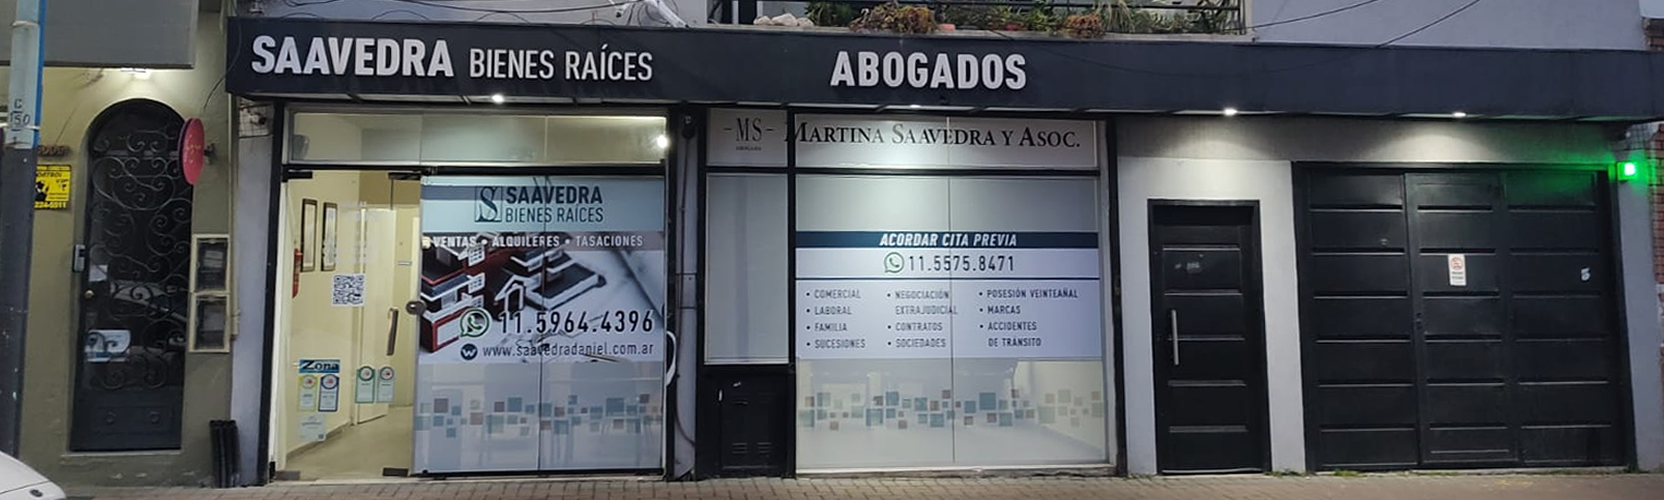 SAAVEDRA BIENES RAÍCES
ABOGADOS
-MS-
MARTINA SAAVEDRA Y ASOC.
S SAAVEDRA
BIENES RAÍCES
VENTAS • ALQUILERES • TASACIONES
11.5964.4396
www.saavedradaniel.com.ar
Zona
ACORDAR CITA PREVIA
11.5575.8471
• COMERCIAL
• LABORAL
• FAMILIA
• SUCESIONES
• NEGOCIACIÓN
EXTRAJUDICIAL
• CONTRATOS
• SOCIEDADES
• POSESIÓN VEINTEAÑAL
• MARCAS
• ACCIDENTES
DE TRÁNSITO